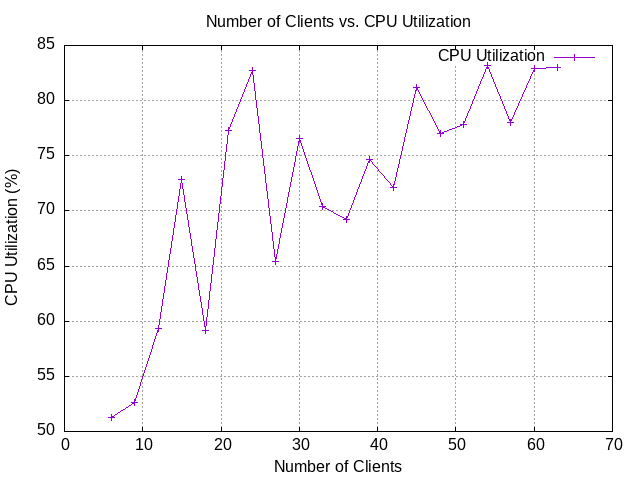 Number of Clients vs. CPU Utilization
CPU Utilization
CPU Utilization (%)
85
80
75
70
65
60
55
50
0 10 20 30 40 50 60 70
Number of Clients